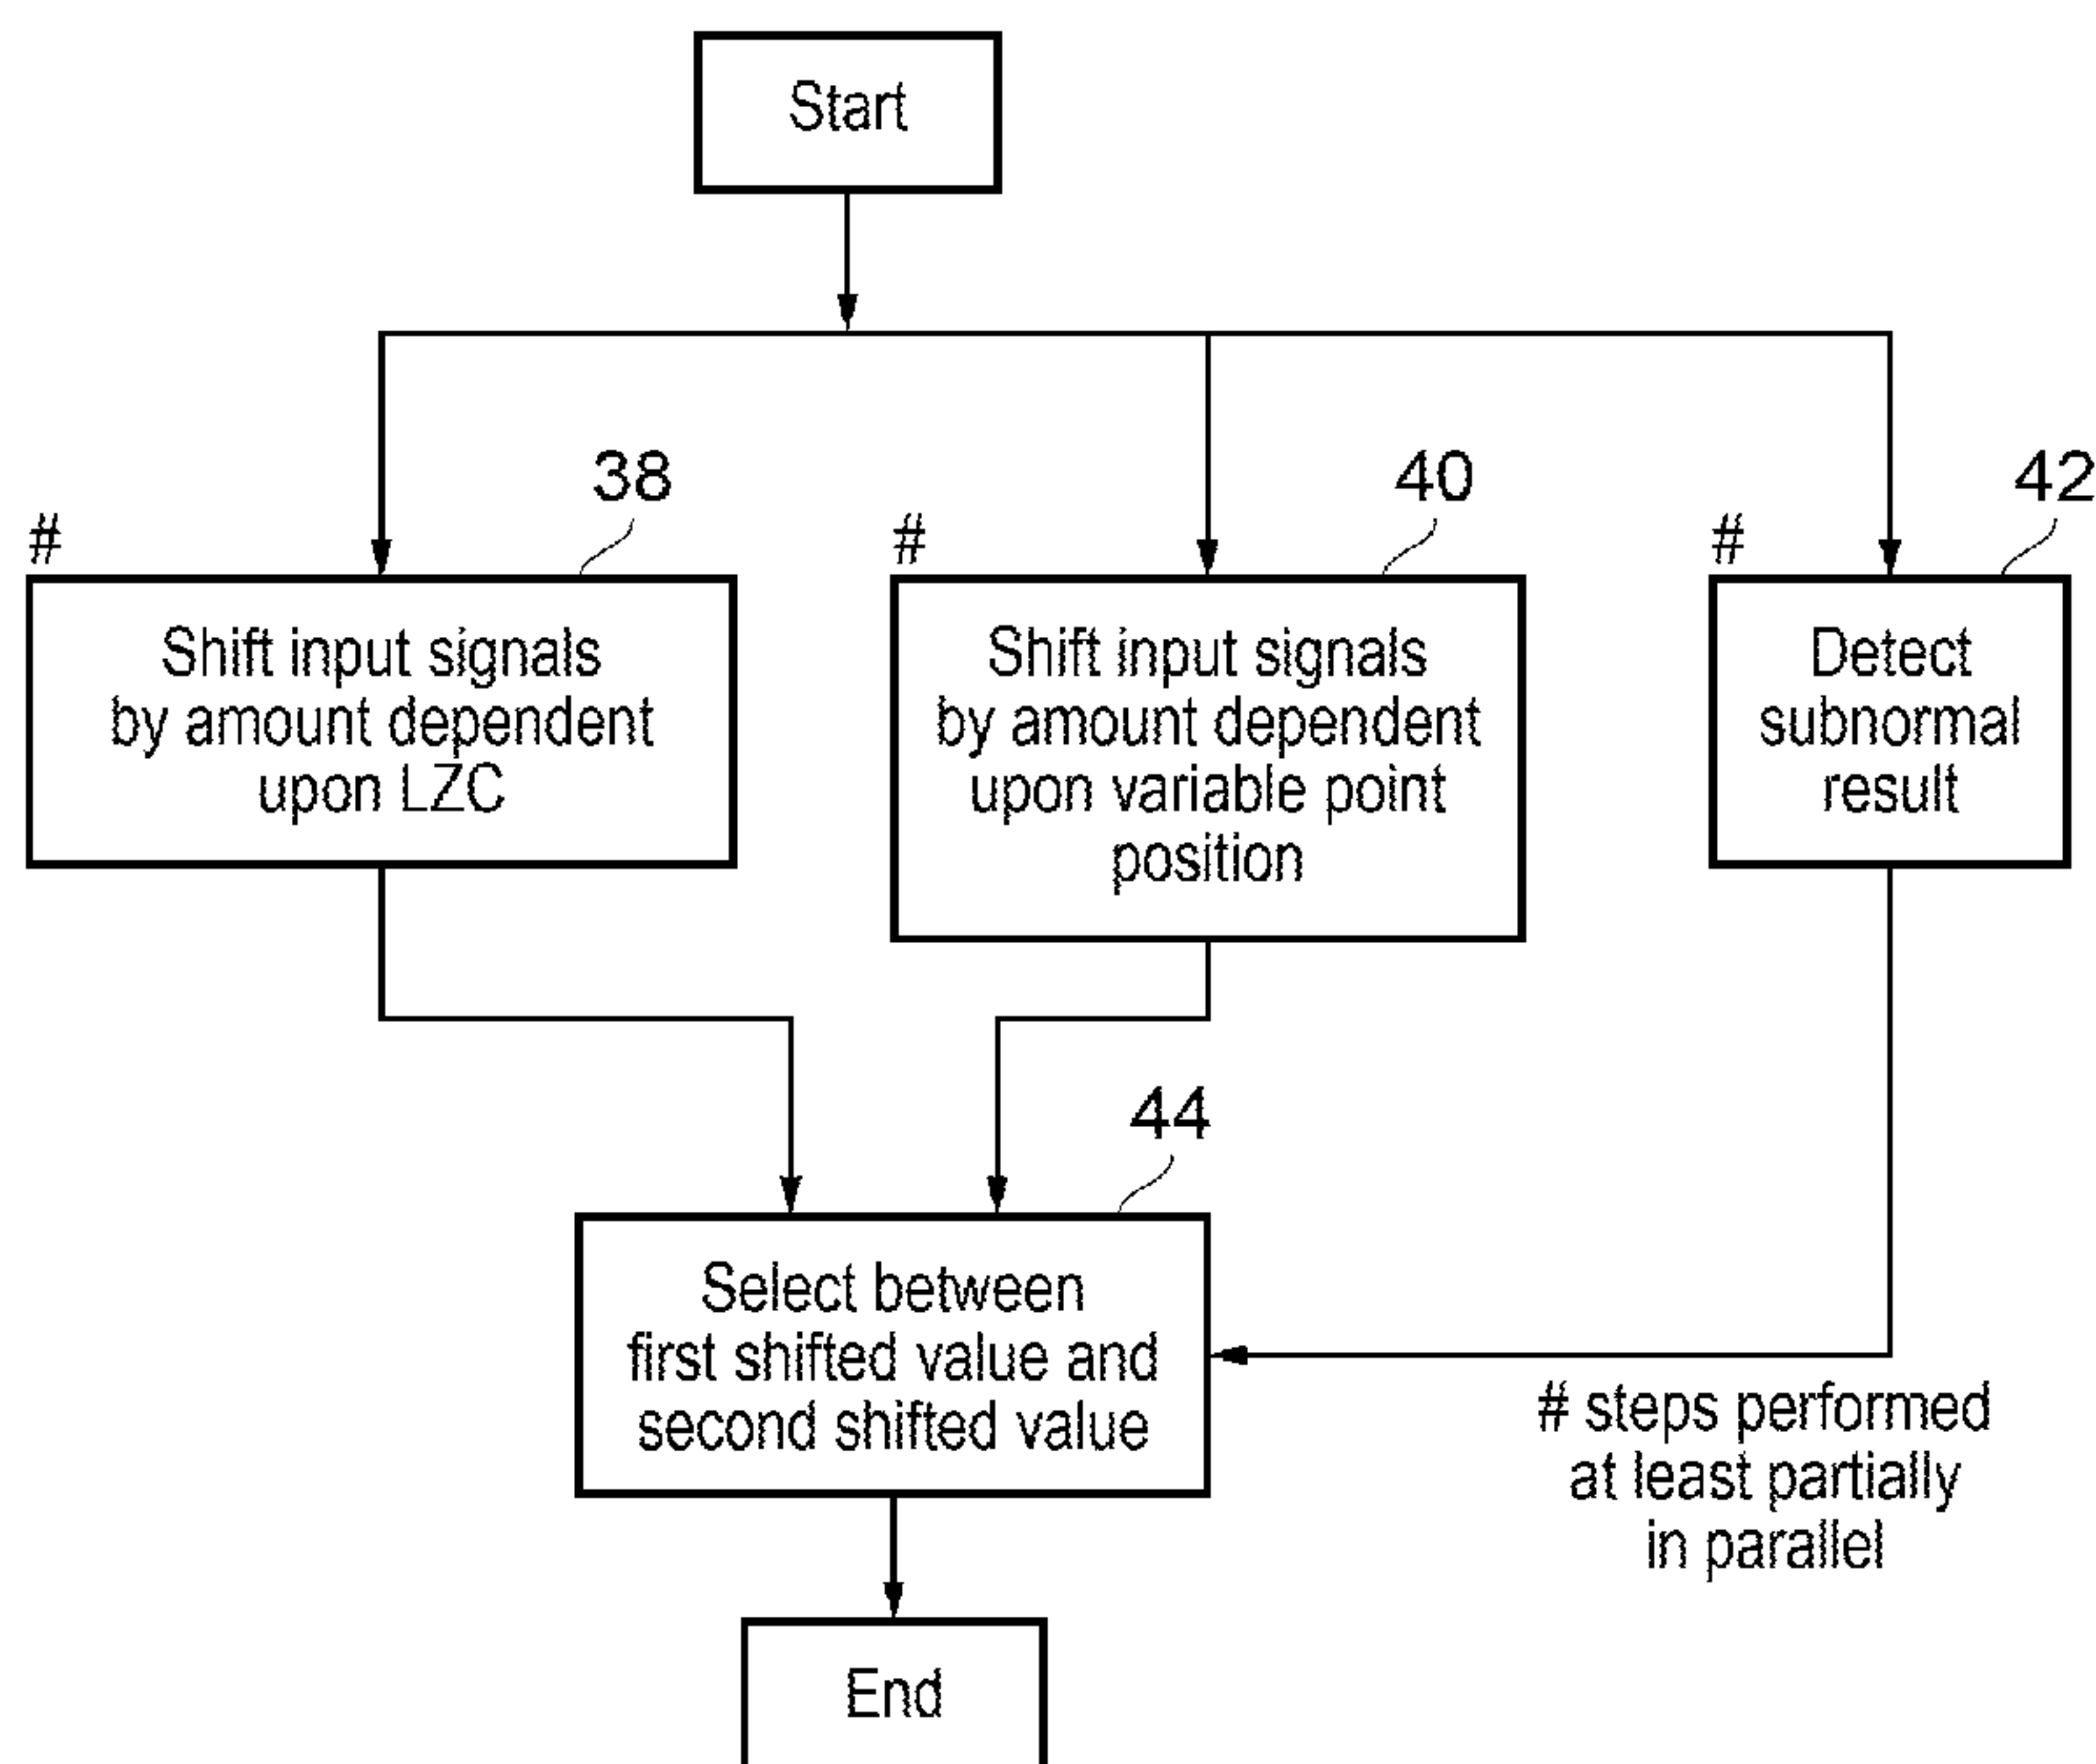 Start
38
40
42
#
#
#
Shift input signals
by amount dependent
upon LZC
Shift input signals
by amount dependent
upon variable point
position
Detect
subnormal
result
44
Select between
first shifted value and
second shifted value
# steps performed
at least partially
in parallel
End